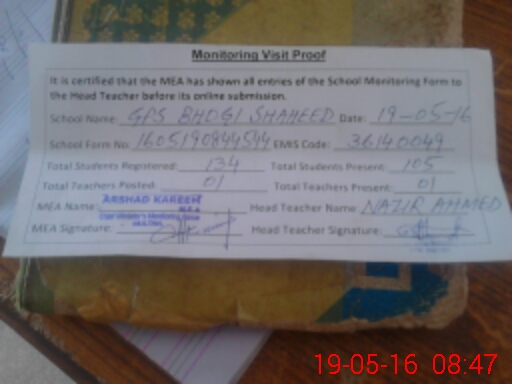 Monitoring Visit Proof
It is certified that the MEA has shown all entries of the School Monitoring Form to
the Head Teacher before its online submission.
School Name: GPS BHOGI SHAHEED Date: 19-05-16
School Form No: 1605190844544 EMIS Code: 36140049
Total Students Registered: 134 Total Students Present: 105
Total Teachers Posted: 01 Total Teachers Present: 01
MEA Name: ARSHAD KAREEM Head Teacher Name: NAZIR AHMED
M.E.A
MEA Signature: Head Teacher Signature:
19-05-16 08:47